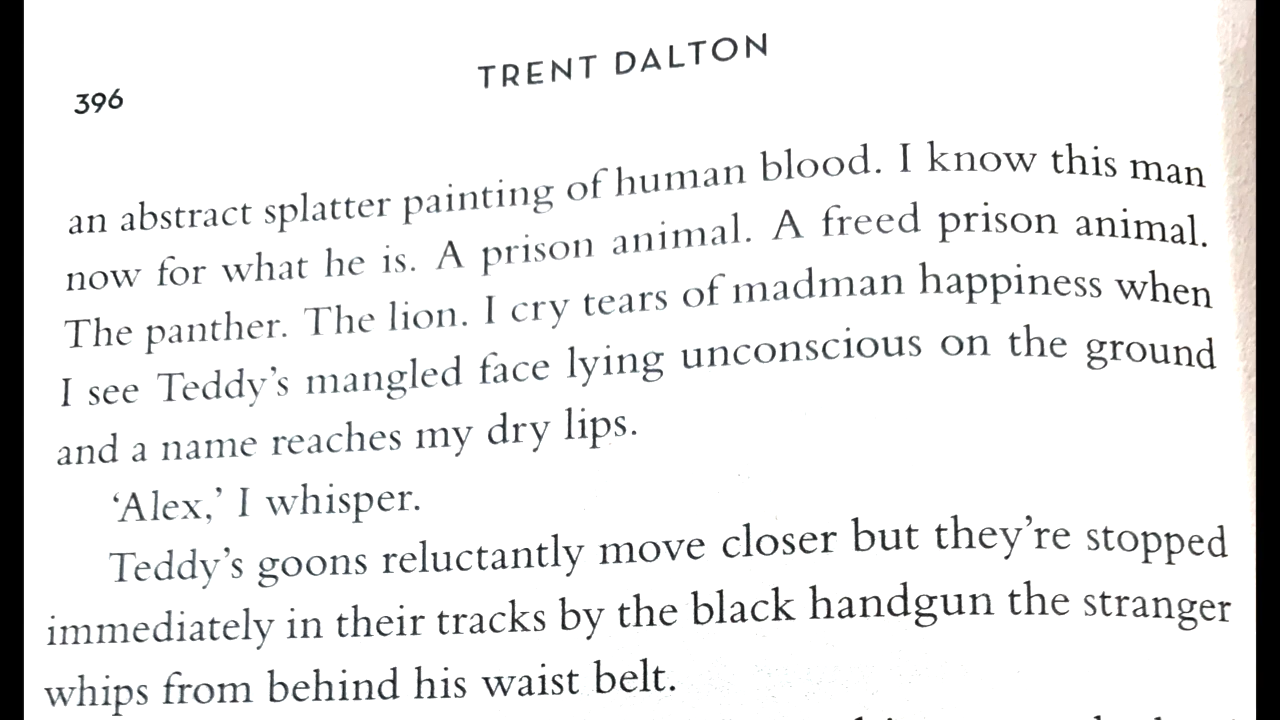 396
TRENT DALTON
an abstract splatter painting of human blood. I know this man
now for what he is. A prison animal. A freed prison animal.
The panther. The lion. I cry tears of madman happiness when
I see Teddy’s mangled face lying unconscious on the ground
and a name reaches my dry lips.
‘Alex,’ I whisper.
Teddy’s goons reluctantly move closer but they’re stopped
immediately in their tracks by the black handgun the stranger
whips from behind his waist belt.